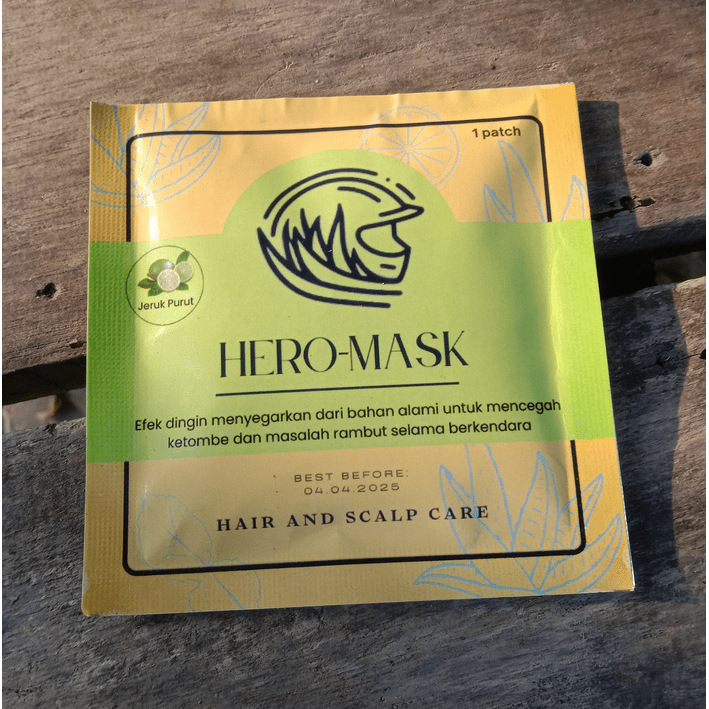 1 patch
Jeruk Purut
HERO-MASK
Efek dingin menyegarkan dari bahan alami untuk mencegah
ketombe dan masalah rambut selama berkendara
BEST BEFORE:
04.04.2025
HAIR AND SCALP CARE